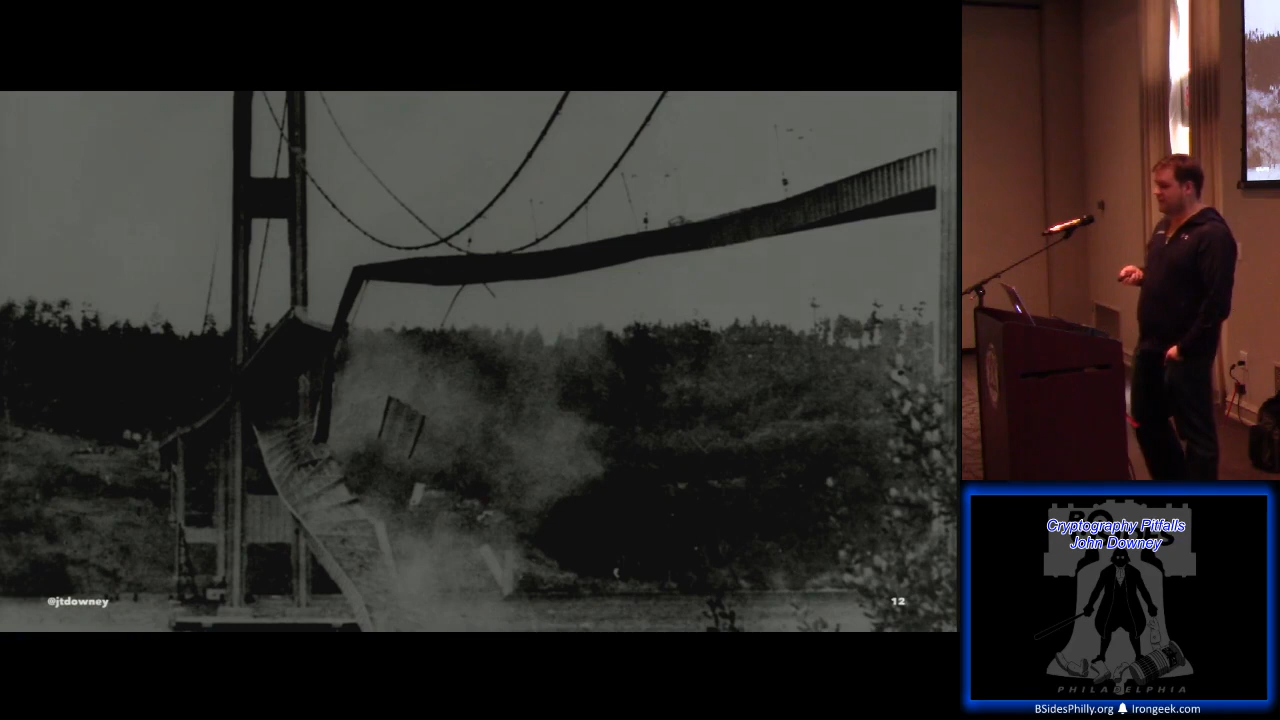 @jtdowney
12
Cryptography Pitfalls
John Downey
PHILADELPHIA
BSidesPhilly.org Irongeek.com